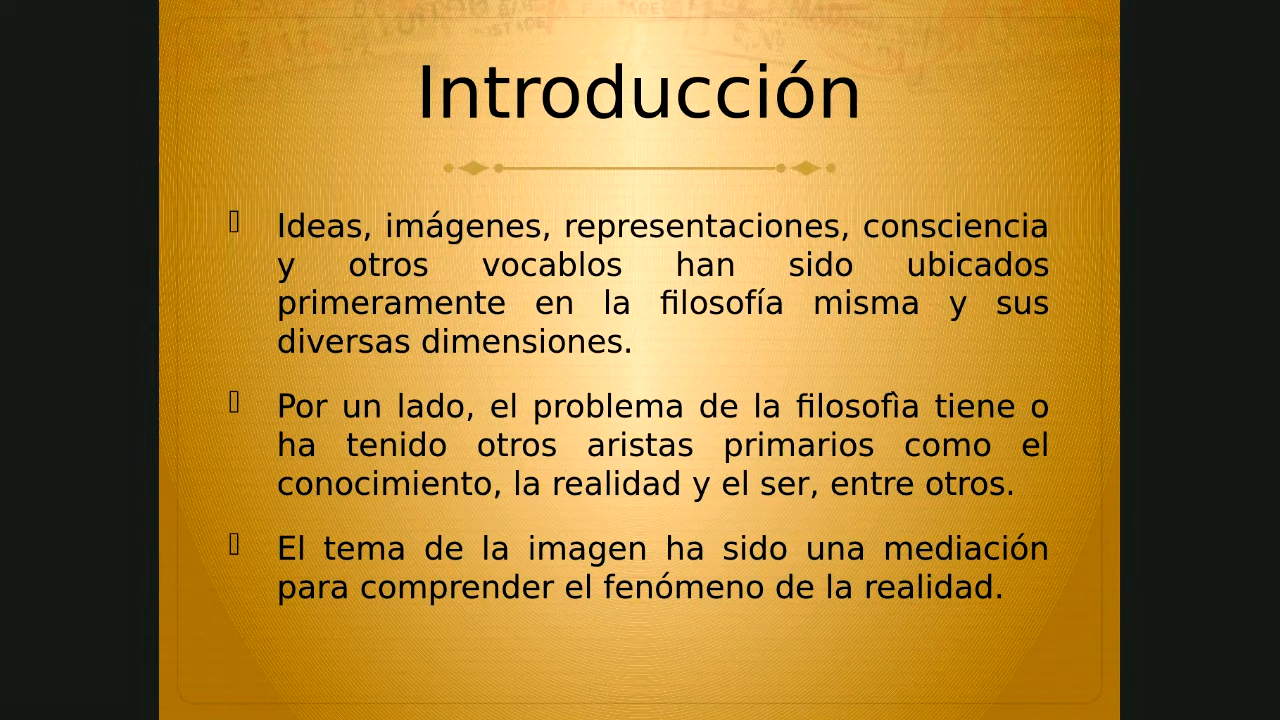 Introducción
Ideas, imágenes, representaciones, consciencia
y otros vocablos han sido ubicados
primeramente en la filosofía misma y sus
diversas dimensiones.
Por un lado, el problema de la filosofìa tiene o
ha tenido otros aristas primarios como el
conocimiento, la realidad y el ser, entre otros.
El tema de la imagen ha sido una mediación
para comprender el fenómeno de la realidad.